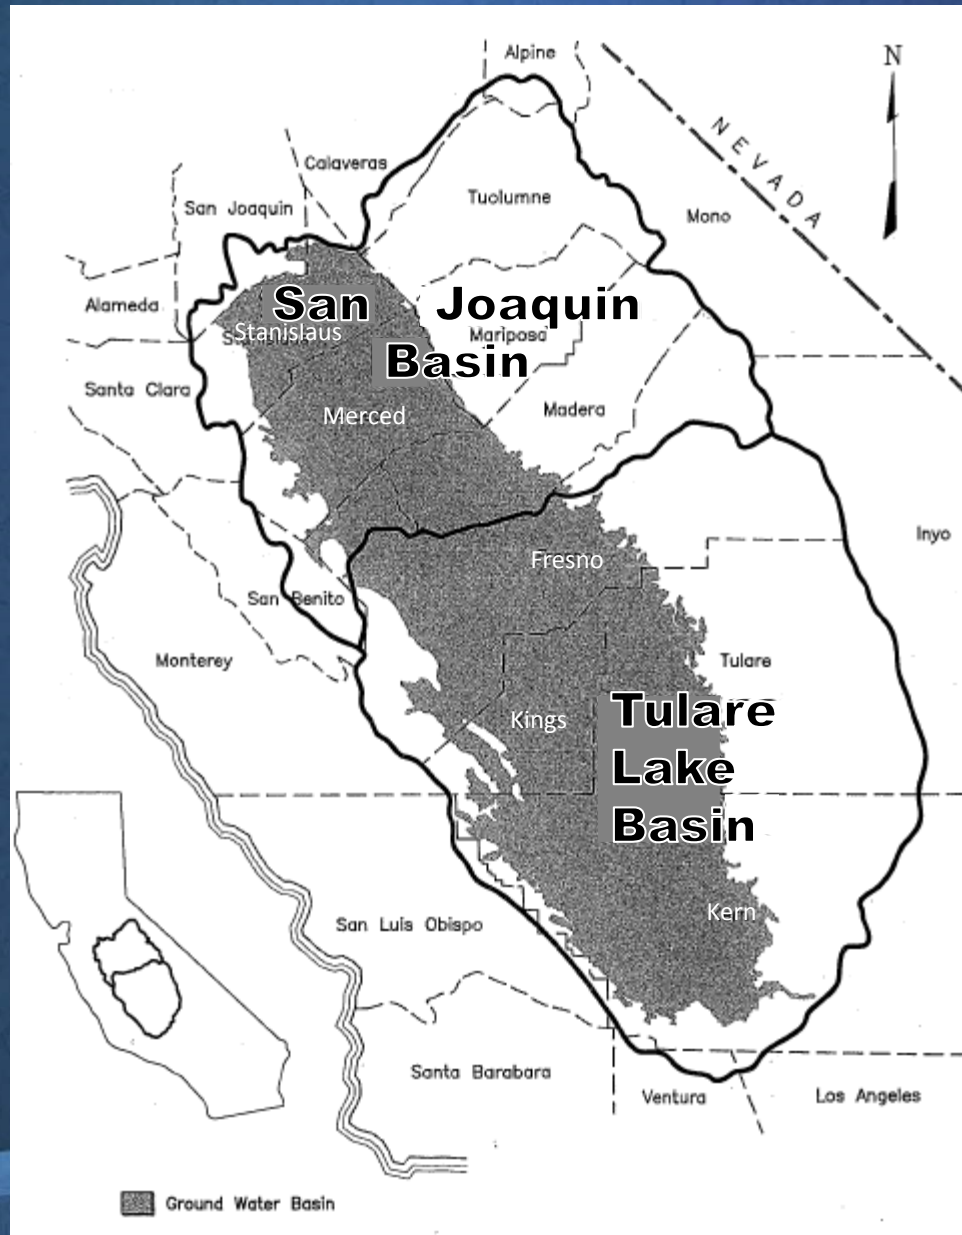 Alpine
N
NEVADA
Calaveras
Tuolumne
San Joaquin
Mono
Alameda
San Joaquin
Stanislaus
Mariposa
Basin
Santa Clara
Merced
Madera
Inyo
Fresno
San Benito
Monterey
Tulare
Kings
Tulare
Lake
Basin
Kern
San Luis Obispo
Santa Barabara
Ventura
Los Angeles
Ground Water Basin